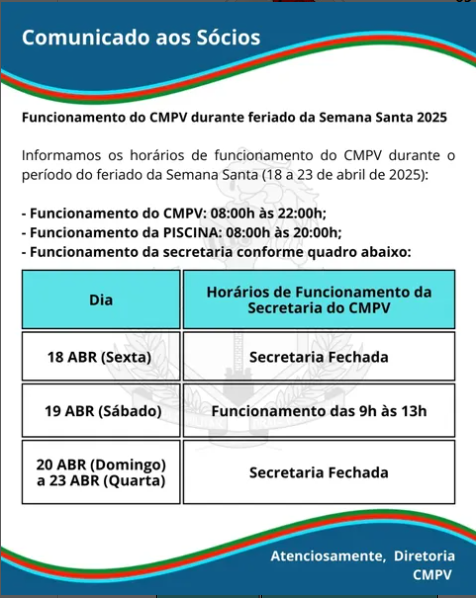 Comunicado aos Sócios
Funcionamento do CMPV durante feriado da Semana Santa 2025
Informamos os horários de funcionamento do CMPV durante o
período do feriado da Semana Santa (18 a 23 de abril de 2025):
- Funcionamento do CMPV: 08:00h às 22:00h;
- Funcionamento da PISCINA: 08:00h às 20:00h;
- Funcionamento da secretaria conforme quadro abaixo:
Dia
Horários de Funcionamento da
Secretaria do CMPV
18 ABR (Sexta)
Secretaria Fechada
19 ABR (Sábado)
Funcionamento das 9h às 13h
20 ABR (Domingo)
a 23 ABR (Quarta)
Secretaria Fechada
Atenciosamente, Diretoria
CMPV